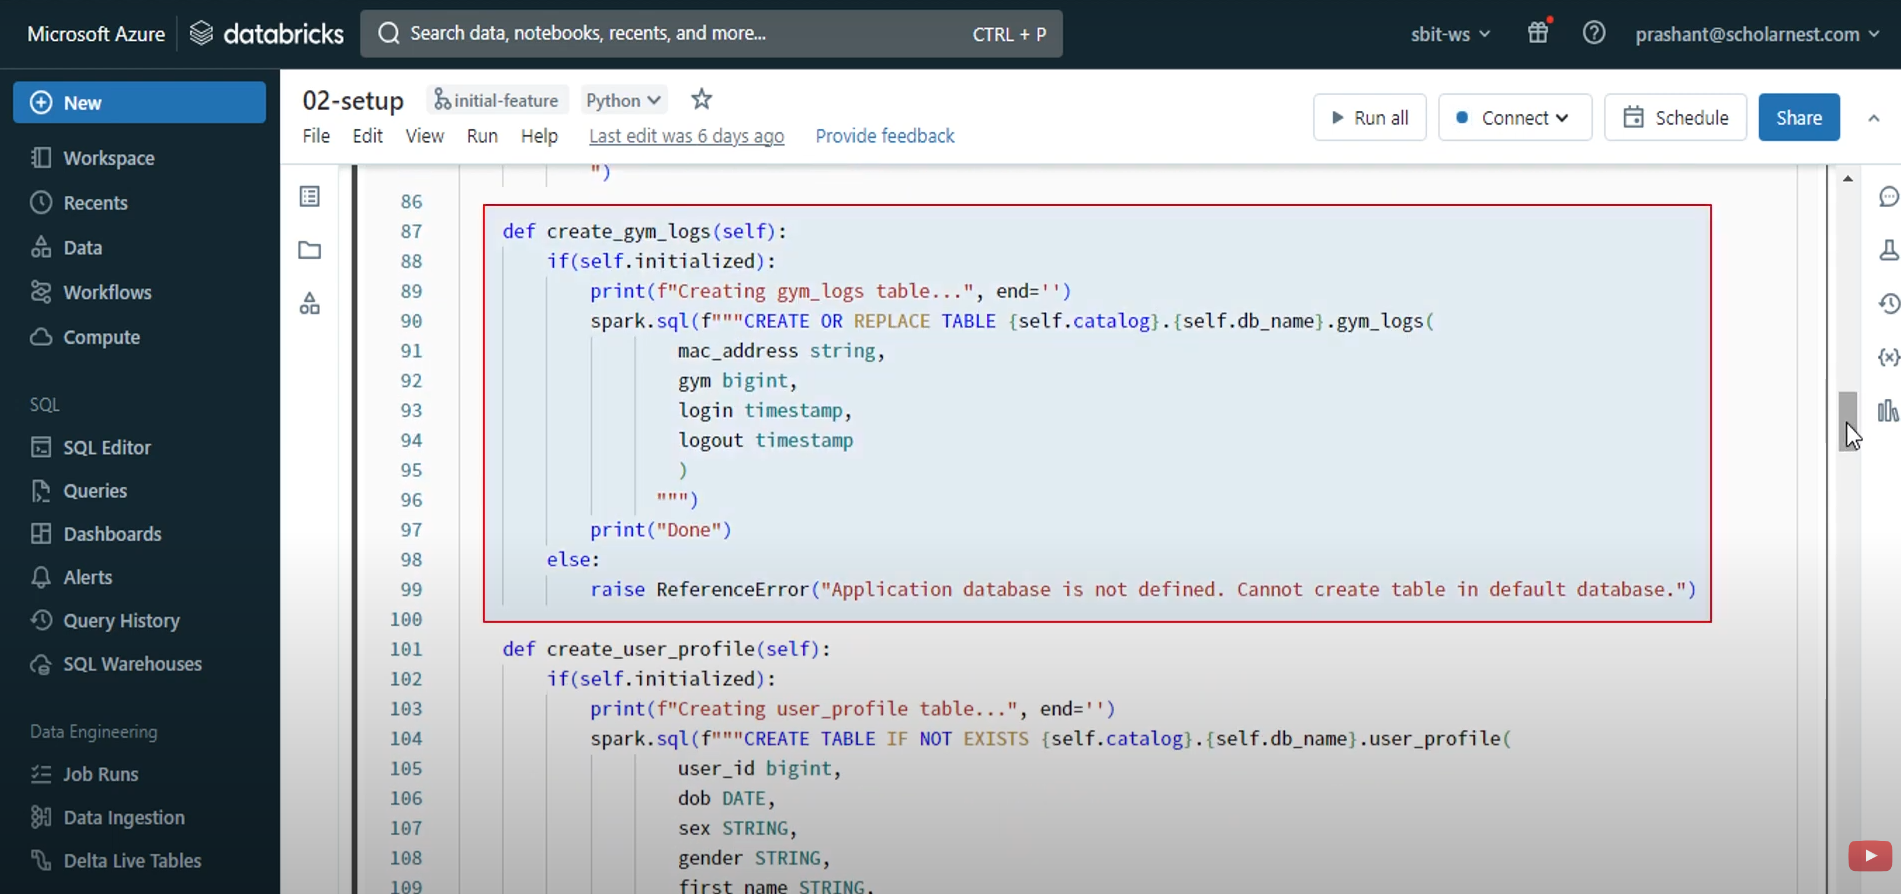 Microsoft Azure
databricks
Search data, notebooks, recents, and more...
CTRL + P
sbit-ws
prashant@scholarnest.com
New
Workspace
Recents
Data
Workflows
Compute
SQL
SQL Editor
Queries
Dashboards
Alerts
Query History
SQL Warehouses
Data Engineering
Job Runs
Data Ingestion
Delta Live Tables
02-setup
initial-feature
Python
File Edit View Run Help Last edit was 6 days ago Provide feedback
Run all
Connect
Schedule
Share
")
86
87 def create_gym_logs(self):
88 if(self.initialized):
89 print(f"Creating gym_logs table...", end='')
90 spark.sql(f"""CREATE OR REPLACE TABLE {self.catalog}.{self.db_name}.gym_logs(
91 mac_address string,
92 gym bigint,
93 login timestamp,
94 logout timestamp
95 )
96 """)
97 print("Done")
98 else:
99 raise ReferenceError("Application database is not defined. Cannot create table in default database.")
100
101 def create_user_profile(self):
102 if(self.initialized):
103 print(f"Creating user_profile table...", end='')
104 spark.sql(f"""CREATE TABLE IF NOT EXISTS {self.catalog}.{self.db_name}.user_profile(
105 user_id bigint,
106 dob DATE,
107 sex STRING,
108 gender STRING,
109 first_name STRING,